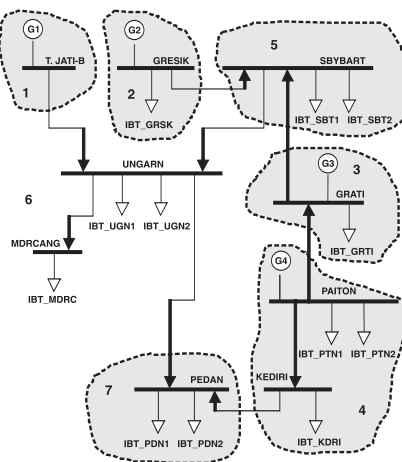 G1
T. JATI-B
1
G2
GRESIK
2
IBT_GRSK
5
SBYBART
IBT_SBT1
IBT_SBT2
UNGARN
6
IBT_UGN1
IBT_UGN2
MDRCANG
IBT_MDRC
G3
3
GRATI
IBT_GRTI
G4
PAITON
IBT_PTN1
IBT_PTN2
KEDIRI
4
IBT_KDRI
7
PEDAN
IBT_PDN1
IBT_PDN2